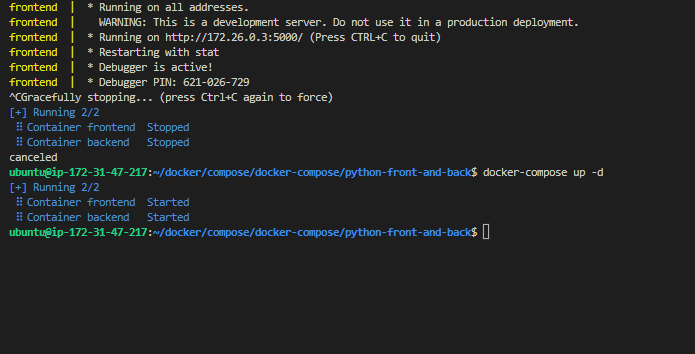 frontend | * Running on all addresses.
frontend | WARNING: This is a development server. Do not use it in a production deployment.
frontend | * Running on http://172.26.0.3:5000/ (Press CTRL+C to quit)
frontend | * Restarting with stat
frontend | * Debugger is active!
frontend | * Debugger PIN: 621-026-729
^CGracefully stopping... (press Ctrl+C again to force)
[+] Running 2/2
⠿ Container frontend Stopped
⠿ Container backend Stopped
canceled
ubuntu@ip-172-31-47-217:~/docker/compose/docker-compose/python-front-and-back$ docker-compose up -d
[+] Running 2/2
⠿ Container frontend Started
⠿ Container backend Started
ubuntu@ip-172-31-47-217:~/docker/compose/docker-compose/python-front-and-back$